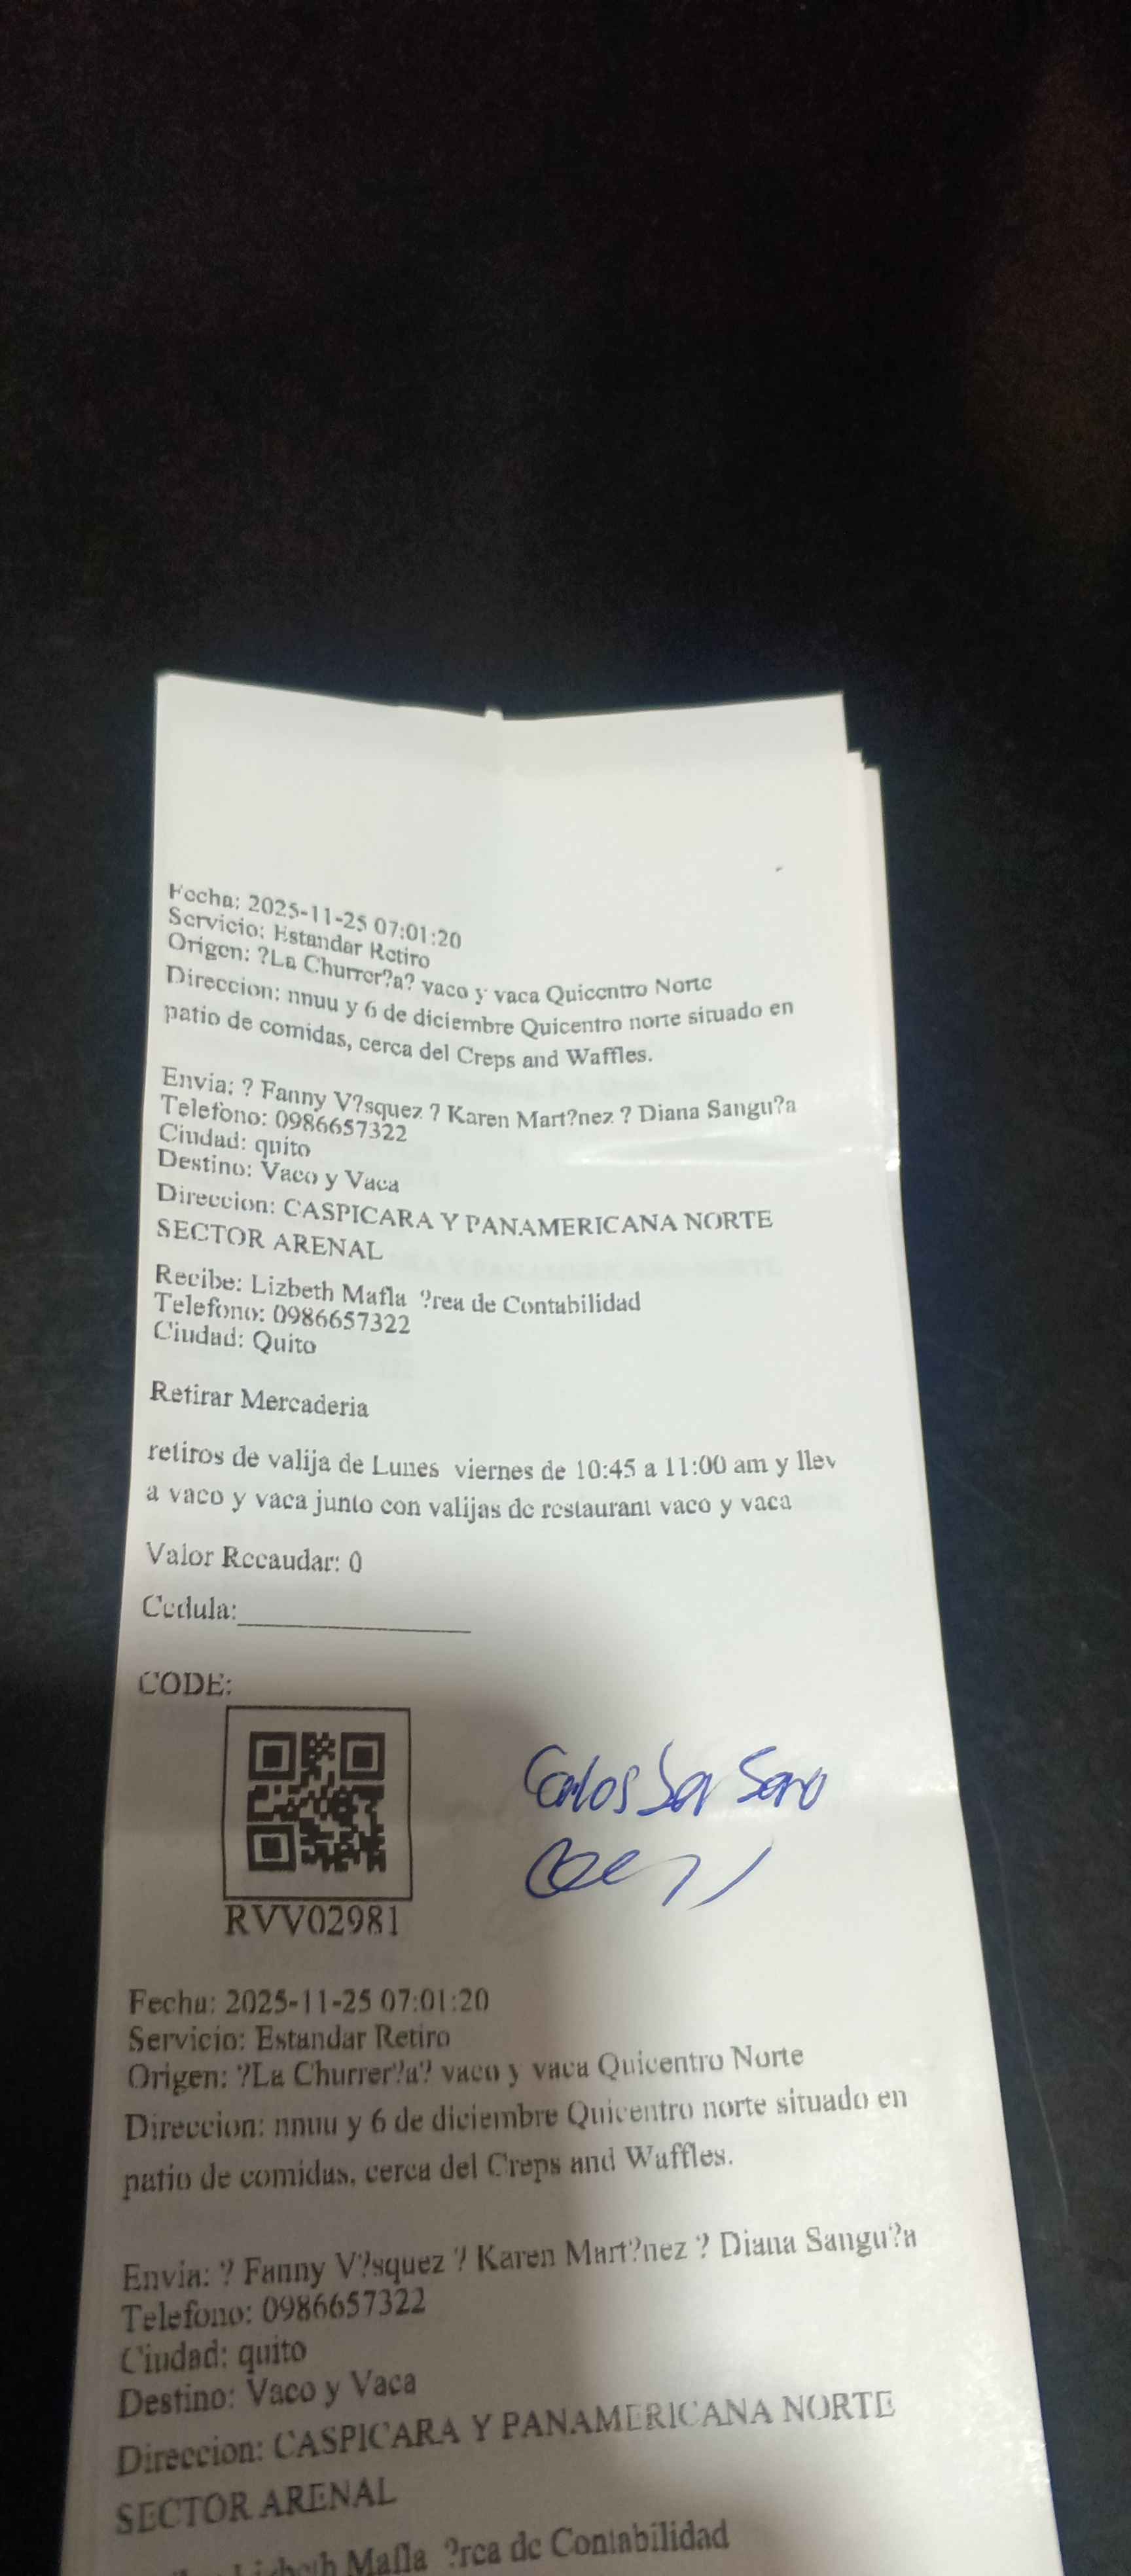 Fecha: 2025-11-25 07:01:20
Servicio: Estandar Retiro
Origen: ?La Churrer?a? vaco y vaca Quicentro Norte
Direccion: nnuu y 6 de diciembre Quicentro norte situado en
patio de comidas, cerca del Creps and Waffles.
Envia: ? Fanny V?squez ? Karen Mart?nez ? Diana Sangu?a
Telefono: 0986657322
Ciudad: quito
Destino: Vaco y Vaca
Direccion: CASPICARA Y PANAMERICANA NORTE
SECTOR ARENAL
Recibe: Lizbeth Mafla ?rea de Contabilidad
Telefono: 0986657322
Ciudad: Quito
Retirar Mercaderia
retiros de valija de Lunes viernes de 10:45 a 11:00 am y llev
a vaco y vaca junto con valijas de restaurant vaco y vaca
Valor Recaudar: 0
Cedula:
CODE:
Carlos
RVV02981
Fecha: 2025-11-25 07:01:20
Servicio: Estandar Retiro
Origen: ?La Churrer?a? vaco y vaca Quicentro Norte
Direccion: nnuu y 6 de diciembre Quicentro norte situado en
patio de comidas, cerca del Creps and Waffles.
Envia: ? Fanny V?squez ? Karen Mart?nez ? Diana Sangu?a
Telefono: 0986657322
Ciudad: quito
Destino: Vaco y Vaca
Direccion: CASPICARA Y PANAMERICANA NORTE
SECTOR ARENAL
Lizbeth Mafla ?rea de Contabilidad